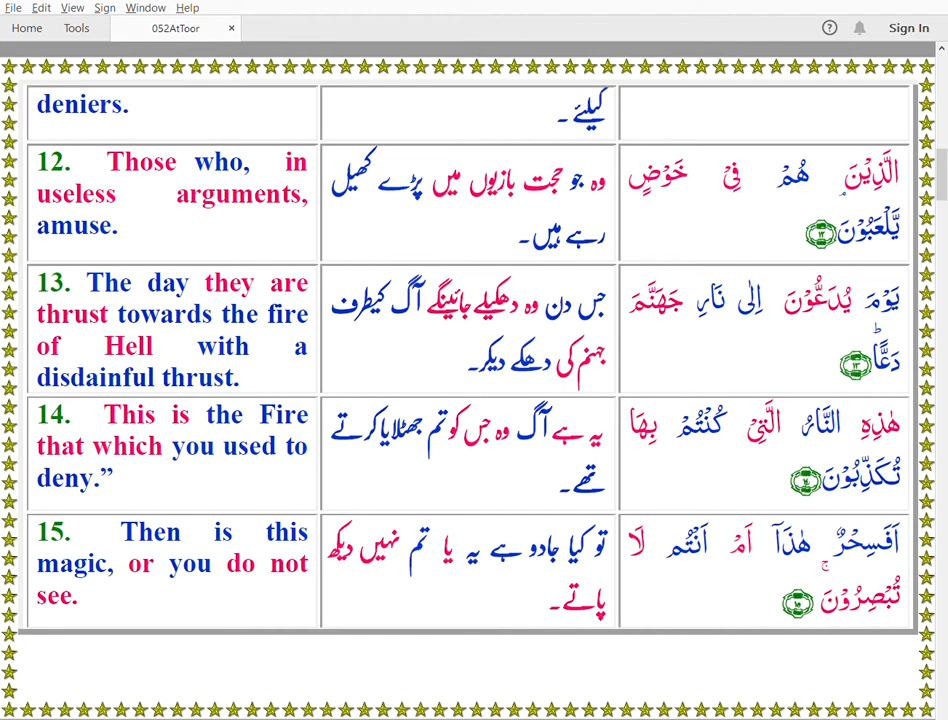 File Edit View Sign Window Help
Home Tools 052AtToor × ? Sign In
deniers.
کیلئے ۔
12. Those who, in
useless arguments,
amuse.
وہ جو حجت بازیوں میں پڑے کھیل
رہے ہیں۔
الَّذِيْنَ هُمْ فِىْ خَوْضٍ
يَّلْعَبُوْنَ ۱۲
13. The day they are
thrust towards the fire
of Hell with a
disdainful thrust.
جس دن وہ دھکیلے جائینگے آگ کیطرف
جہنم کی دھکے دیکر۔
يَوْمَ يُدَعُّوْنَ اِلٰى نَارِ جَهَنَّمَ
دَعًّاؕ ۱۳
14. This is the Fire
that which you used to
deny.”
یہ ہے آگ وہ جس کو تم جھٹلایا کرتے
تھے۔
هٰذِهِ النَّارُ الَّتِىْ كُنْتُمْ بِهَا
تُكَذِّبُوْنَ ۱۴
15. Then is this
magic, or you do not
see.
تو کیا جادو ہے یہ یا تم نہیں دیکھ
پاتے۔
اَفَسِحْرٌ هٰذَاۤ اَمْ اَنْتُمْ لَا
تُبْصِرُوْنَۚ ۱۵